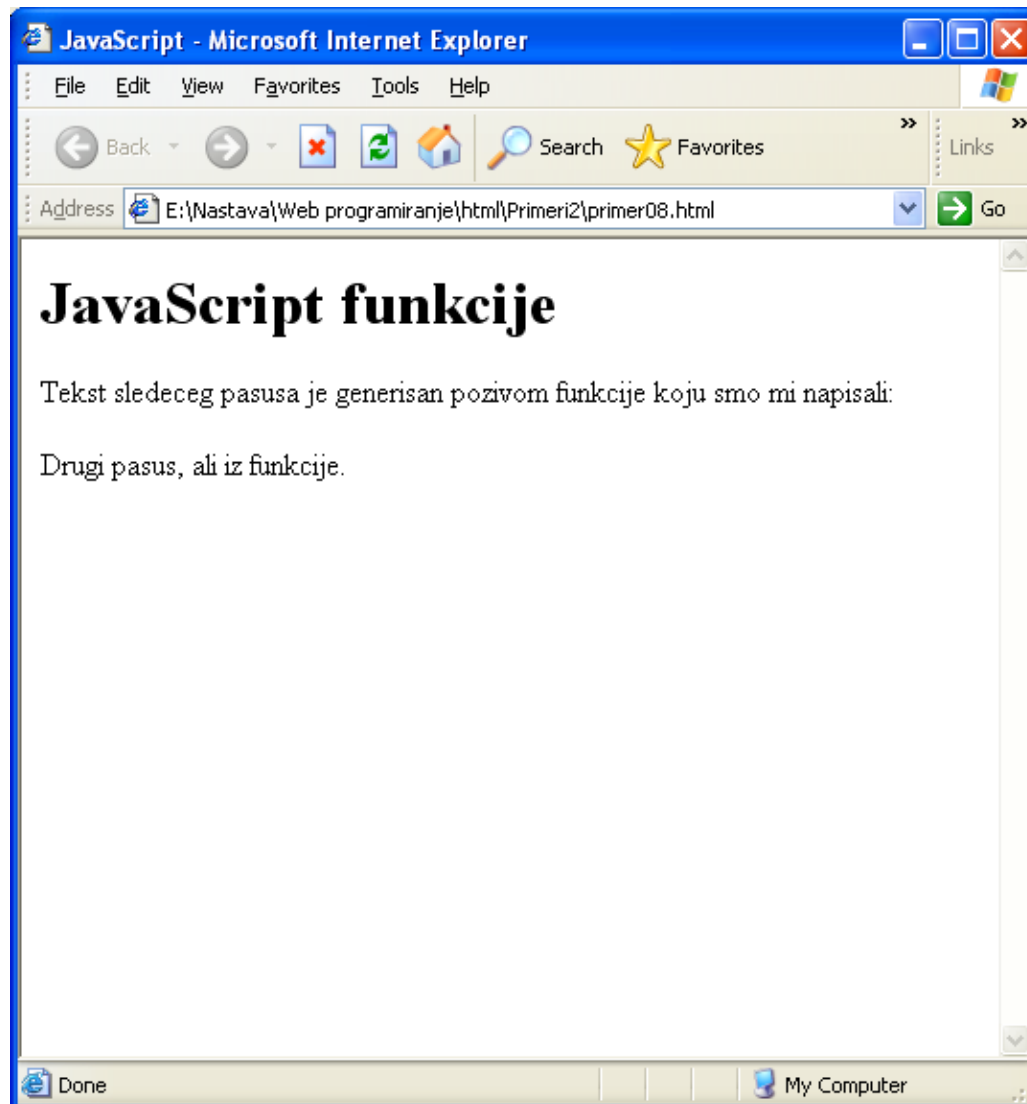 JavaScript - Microsoft Internet Explorer
File Edit View Favorites Tools Help
Back Search Favorites » Links »
Address E:\Nastava\Web programiranje\html\Primeri2\primer08.html Go
JavaScript funkcije
Tekst sledeceg pasusa je generisan pozivom funkcije koju smo mi napisali:
Drugi pasus, ali iz funkcije.
Done My Computer